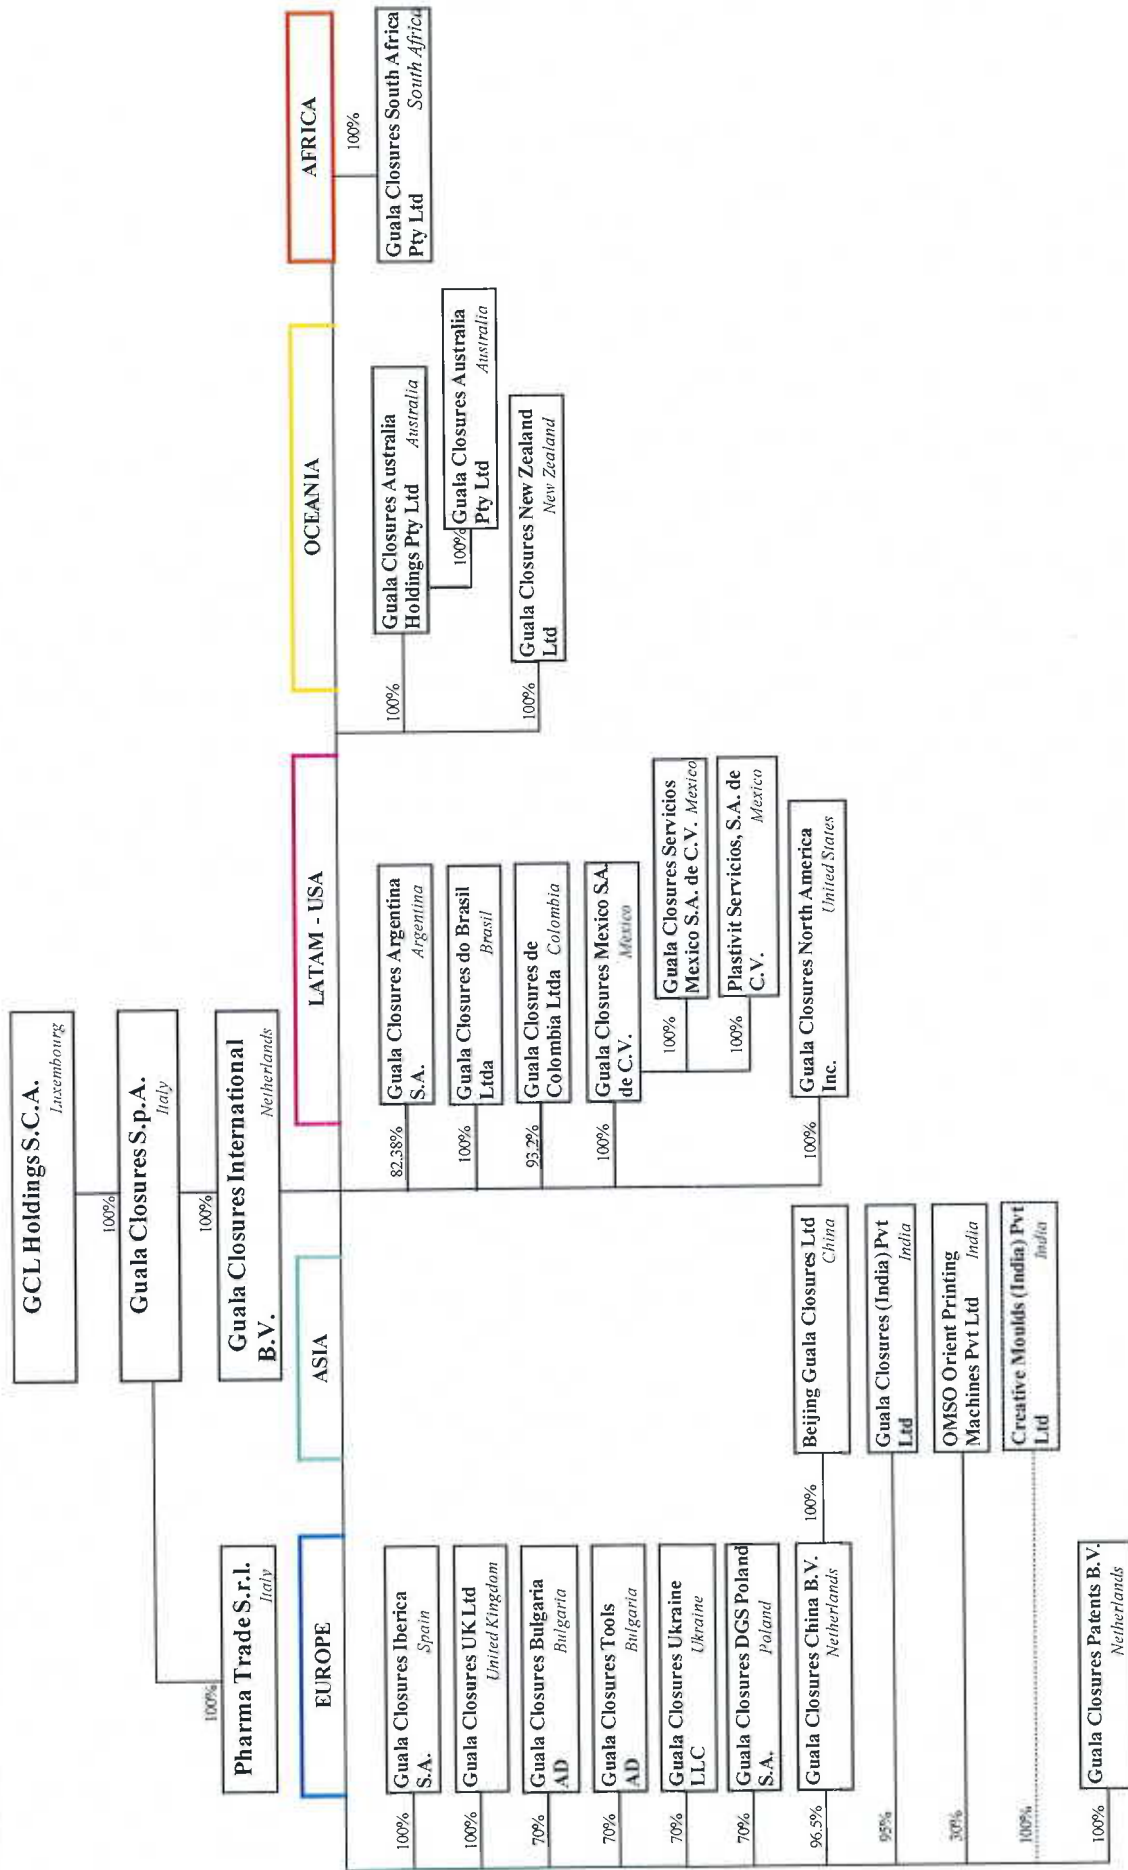 GCL Holdings S.C.A.
Luxembourg
100%
Guala Closures S.p.A.
Italy
100%
Guala Closures International
B.V.
Netherlands
100%
Pharma Trade S.r.l.
Italy
EUROPE
100%
Guala Closures Iberica
S.A.
Spain
100%
Guala Closures UK Ltd
United Kingdom
70%
Guala Closures Bulgaria
AD
Bulgaria
70%
Guala Closures Tools
AD
Bulgaria
70%
Guala Closures Ukraine
LLC
Ukraine
70%
Guala Closures DGS Poland
S.A.
Poland
96.5%
Guala Closures China B.V.
Netherlands
100%
Guala Closures Patents B.V.
Netherlands
ASIA
100%
Beijing Guala Closures Ltd
China
95%
Guala Closures (India) Pvt
Ltd
India
30%
OMSO Orient Printing
Machines Pvt Ltd
India
100%
Creative Moulds (India) Pvt
Ltd
India
LATAM - USA
82.38%
Guala Closures Argentina
S.A.
Argentina
100%
Guala Closures do Brasil
Ltda
Brasil
93.2%
Guala Closures de
Colombia Ltda Colombia
100%
Guala Closures Mexico S.A.
de C.V.
Mexico
100%
Guala Closures Servicios
Mexico S.A. de C.V. Mexico
100%
Plastivit Servicios, S.A. de
C.V.
Mexico
100%
Guala Closures North America
Inc.
United States
OCEANIA
100%
Guala Closures Australia
Holdings Pty Ltd Australia
100%
Guala Closures Australia
Pty Ltd
Australia
100%
Guala Closures New Zealand
Ltd
New Zealand
AFRICA
100%
Guala Closures South Africa
Pty Ltd
South Africa